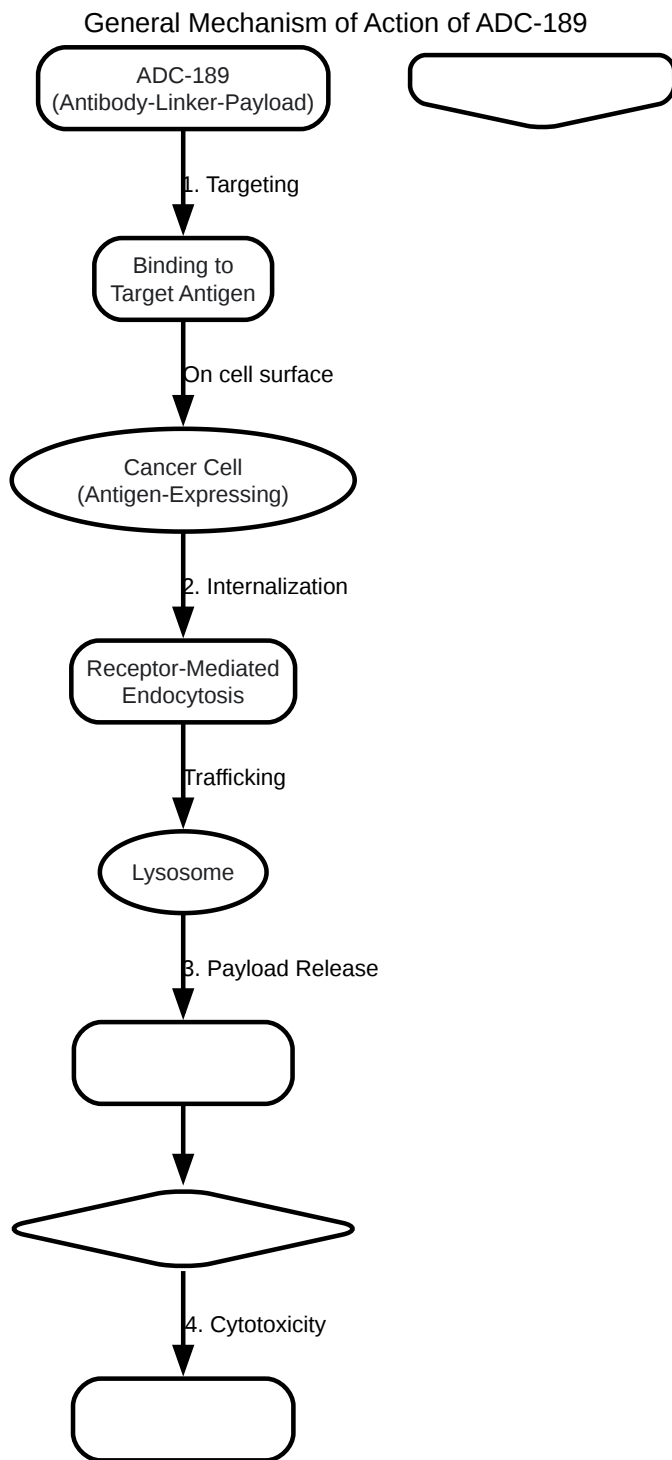 General Mechanism of Action of ADC-189
ADC-189
(Antibody-Linker-Payload)
1. Targeting
Binding to
Target Antigen
On cell surface
Cancer Cell
(Antigen-Expressing)
2. Internalization
Receptor-Mediated
Endocytosis
Trafficking
Lysosome
3. Payload Release
4. Cytotoxicity